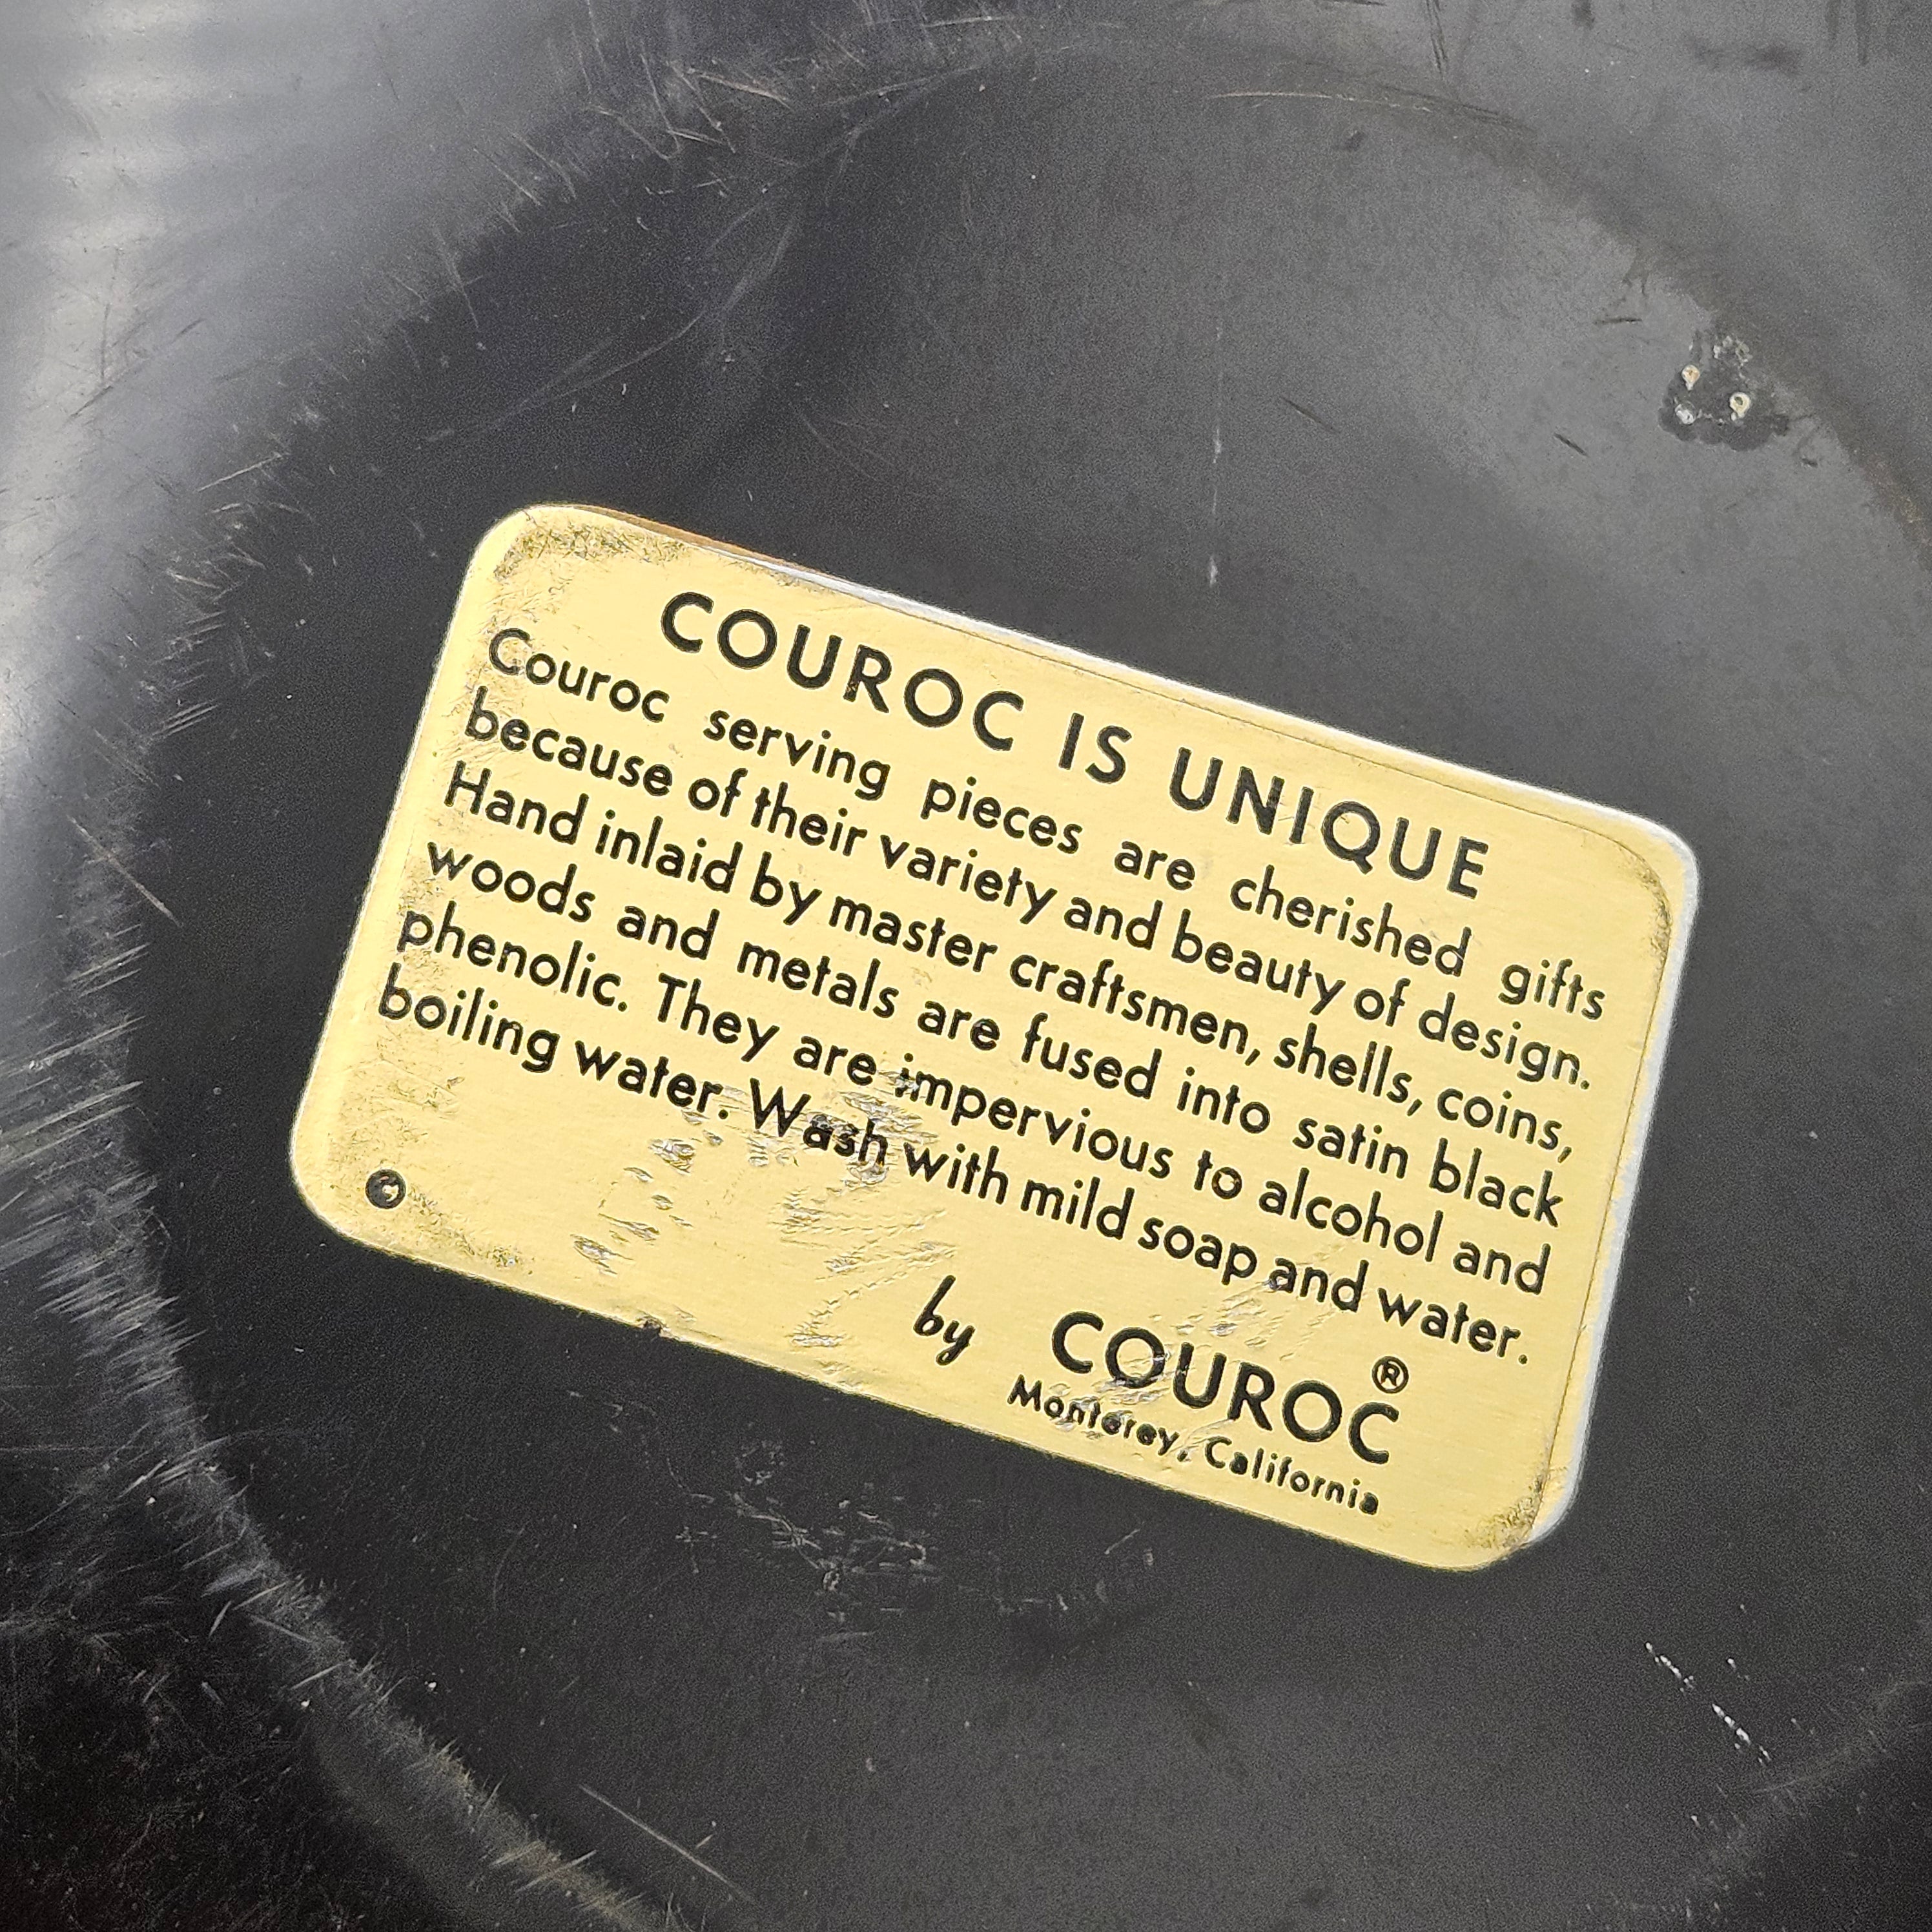 COUROC IS UNIQUE
Couroc serving pieces are cherished gifts
because of their variety and beauty of design.
Hand inlaid by master craftsmen, shells, coins,
woods and metals are fused into satin black
phenolic. They are impervious to alcohol and
boiling water. Wash with mild soap and water.
©
by COUROC®
Monterey, California